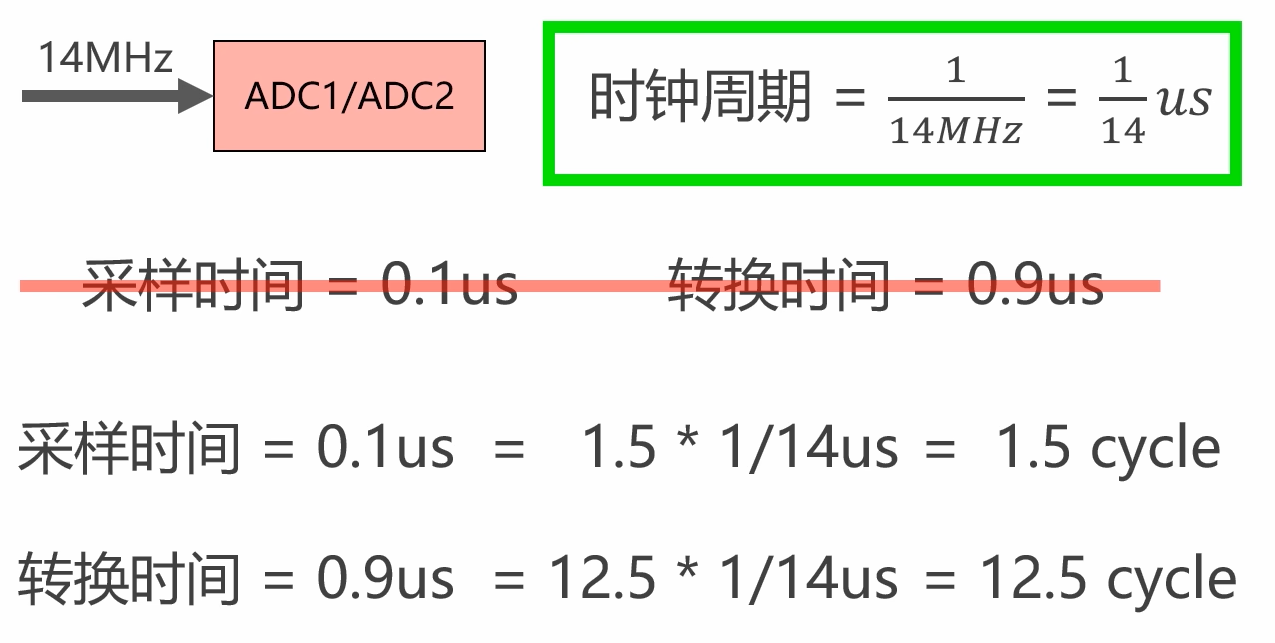 14MHz
ADC1/ADC2
时钟周期 = 1/14MHz = 1/14 us
采样时间 = 0.1us 转换时间 = 0.9us
采样时间 = 0.1us = 1.5 * 1/14us = 1.5 cycle
转换时间 = 0.9us = 12.5 * 1/14us = 12.5 cycle